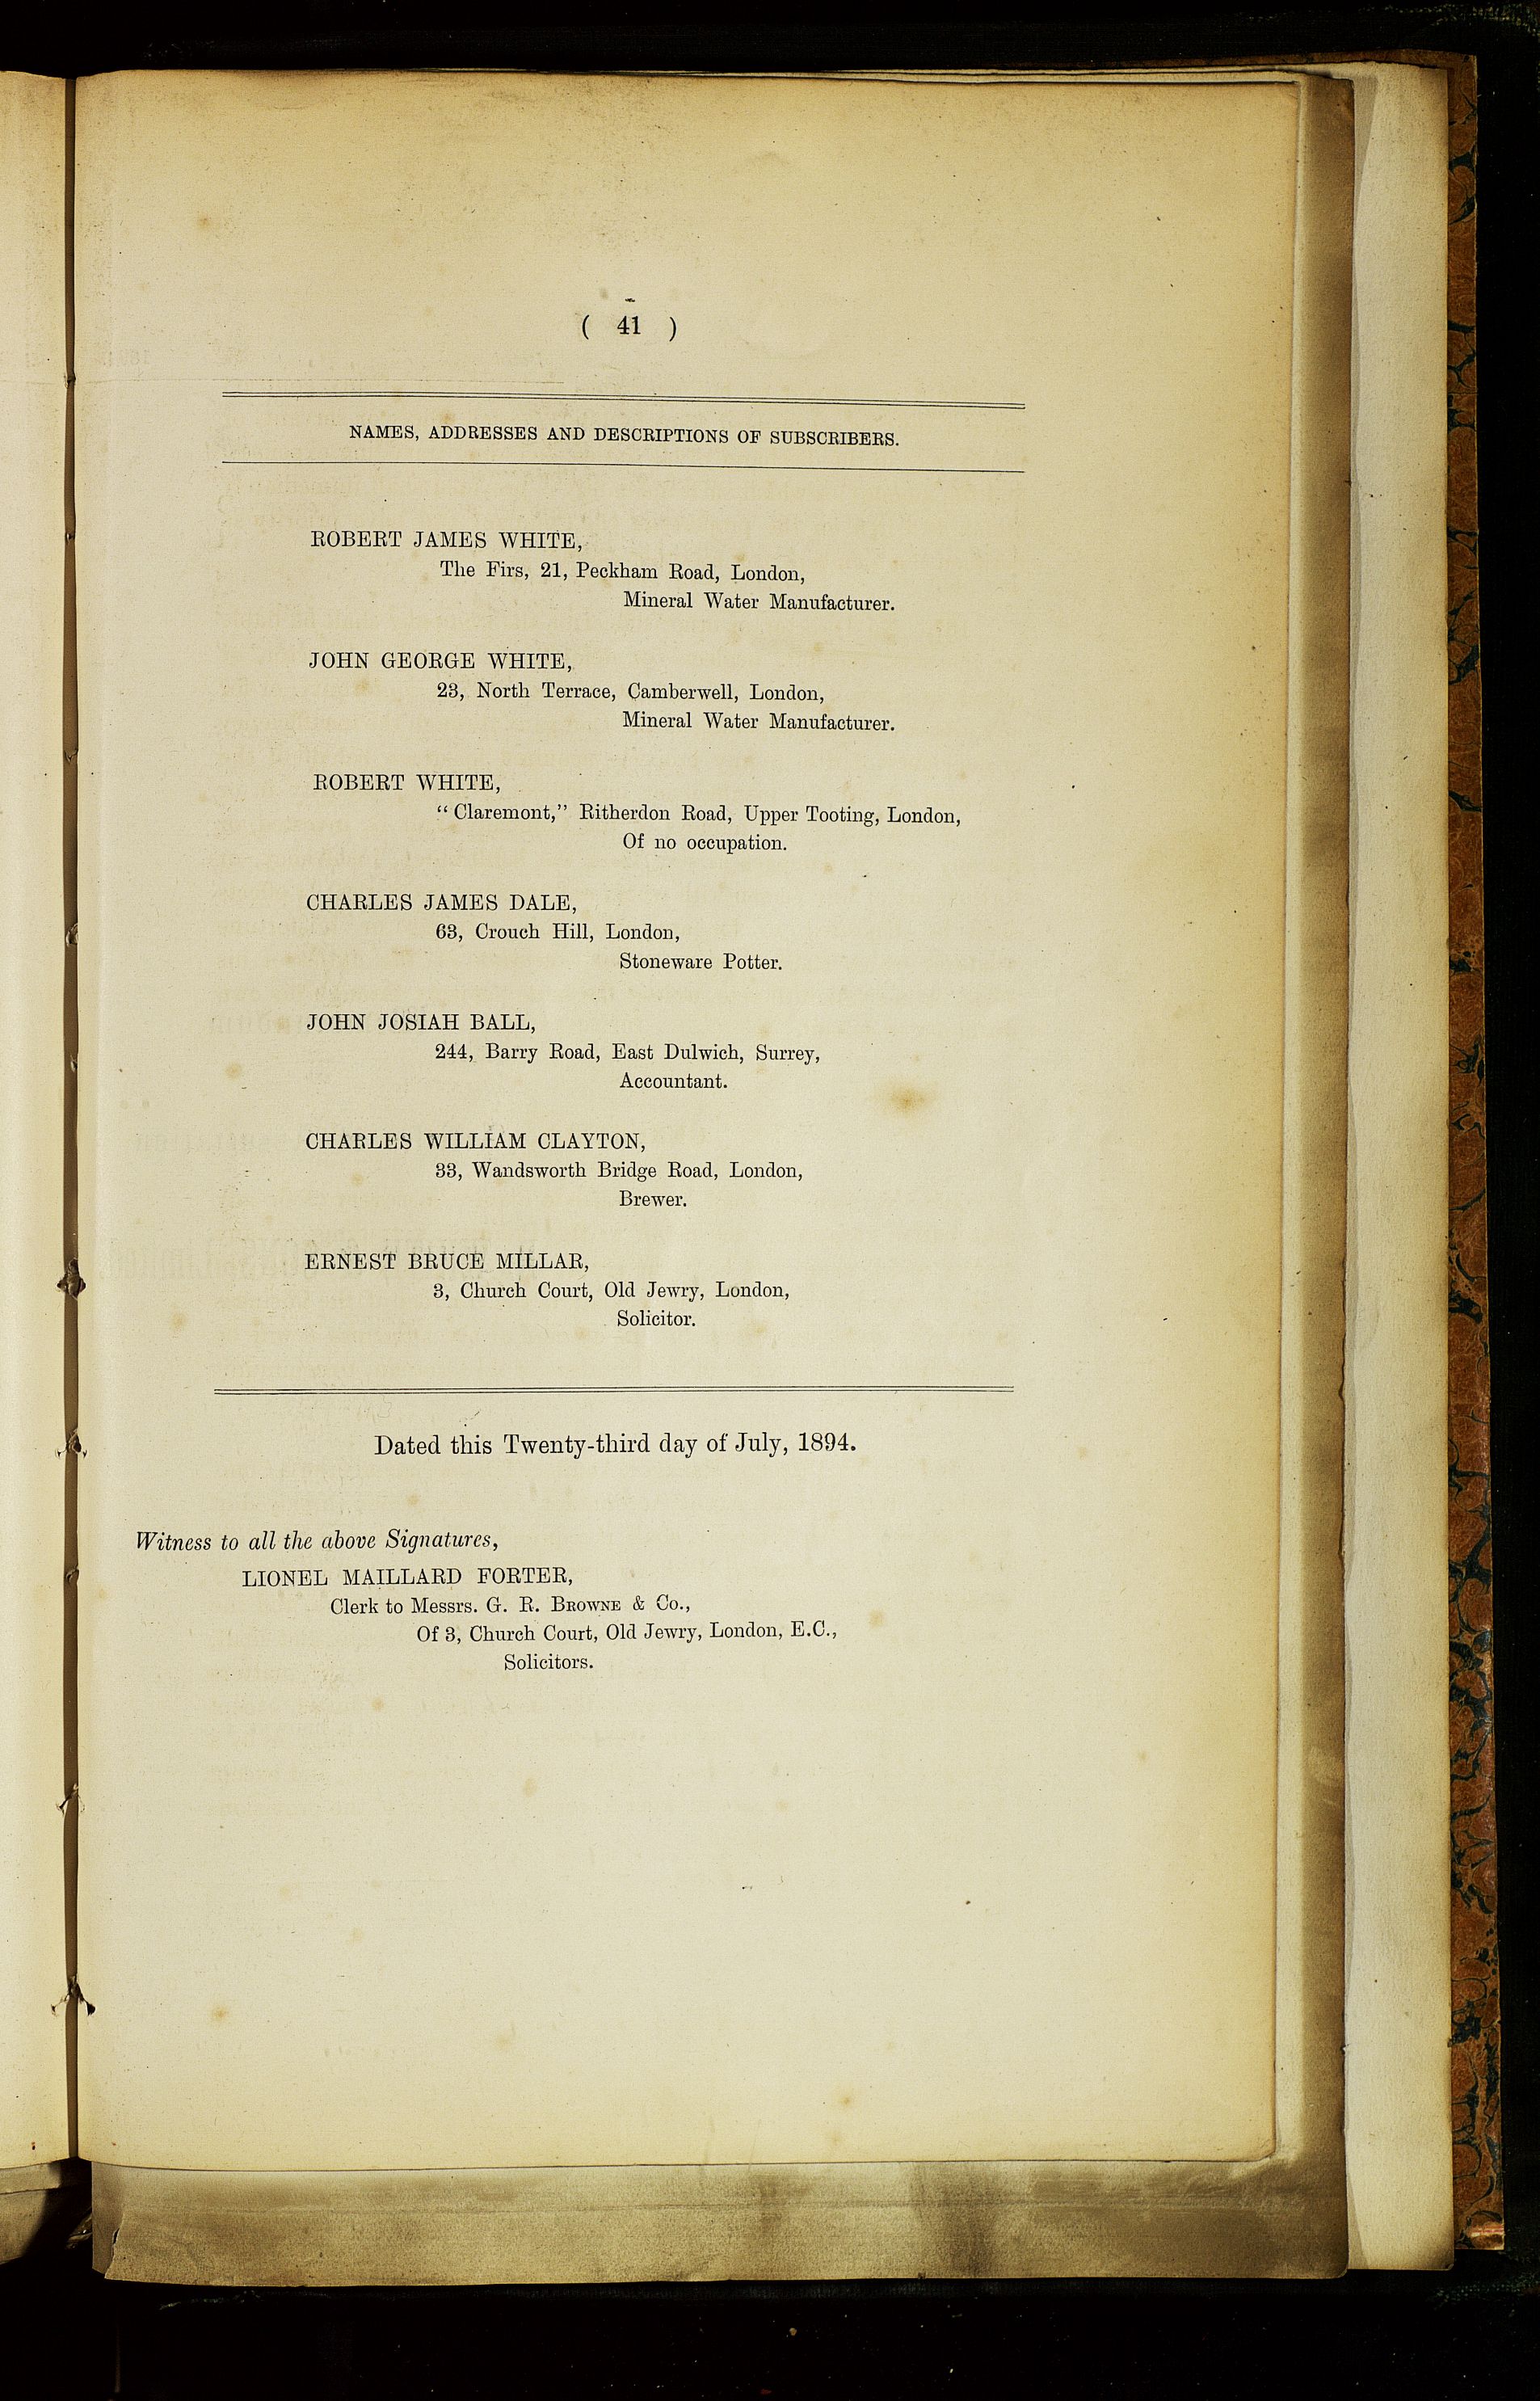 ( 41 )
NAMES, ADDRESSES AND DESCRIPTIONS OF SUBSCRIBERS.
ROBERT JAMES WHITE,
The Firs, 21, Peckham Road, London,
Mineral Water Manufacturer.
JOHN GEORGE WHITE,
23, North Terrace, Camberwell, London,
Mineral Water Manufacturer.
ROBERT WHITE,
"Claremont," Ritherdon Road, Upper Tooting, London,
Of no occupation.
CHARLES JAMES DALE,
63, Crouch Hill, London,
Stoneware Potter.
JOHN JOSIAH BALL,
244, Barry Road, East Dulwich, Surrey,
Accountant.
CHARLES WILLIAM CLAYTON,
33, Wandsworth Bridge Road, London,
Brewer.
ERNEST BRUCE MILLAR,
3, Church Court, Old Jewry, London,
Solicitor.
Dated this Twenty-third day of July, 1894.
Witness to all the above Signatures,
LIONEL MAILLARD FORTER,
Clerk to Messrs. G. R. BROWNE & Co.,
Of 3, Church Court, Old Jewry, London, E.C.,
Solicitors.